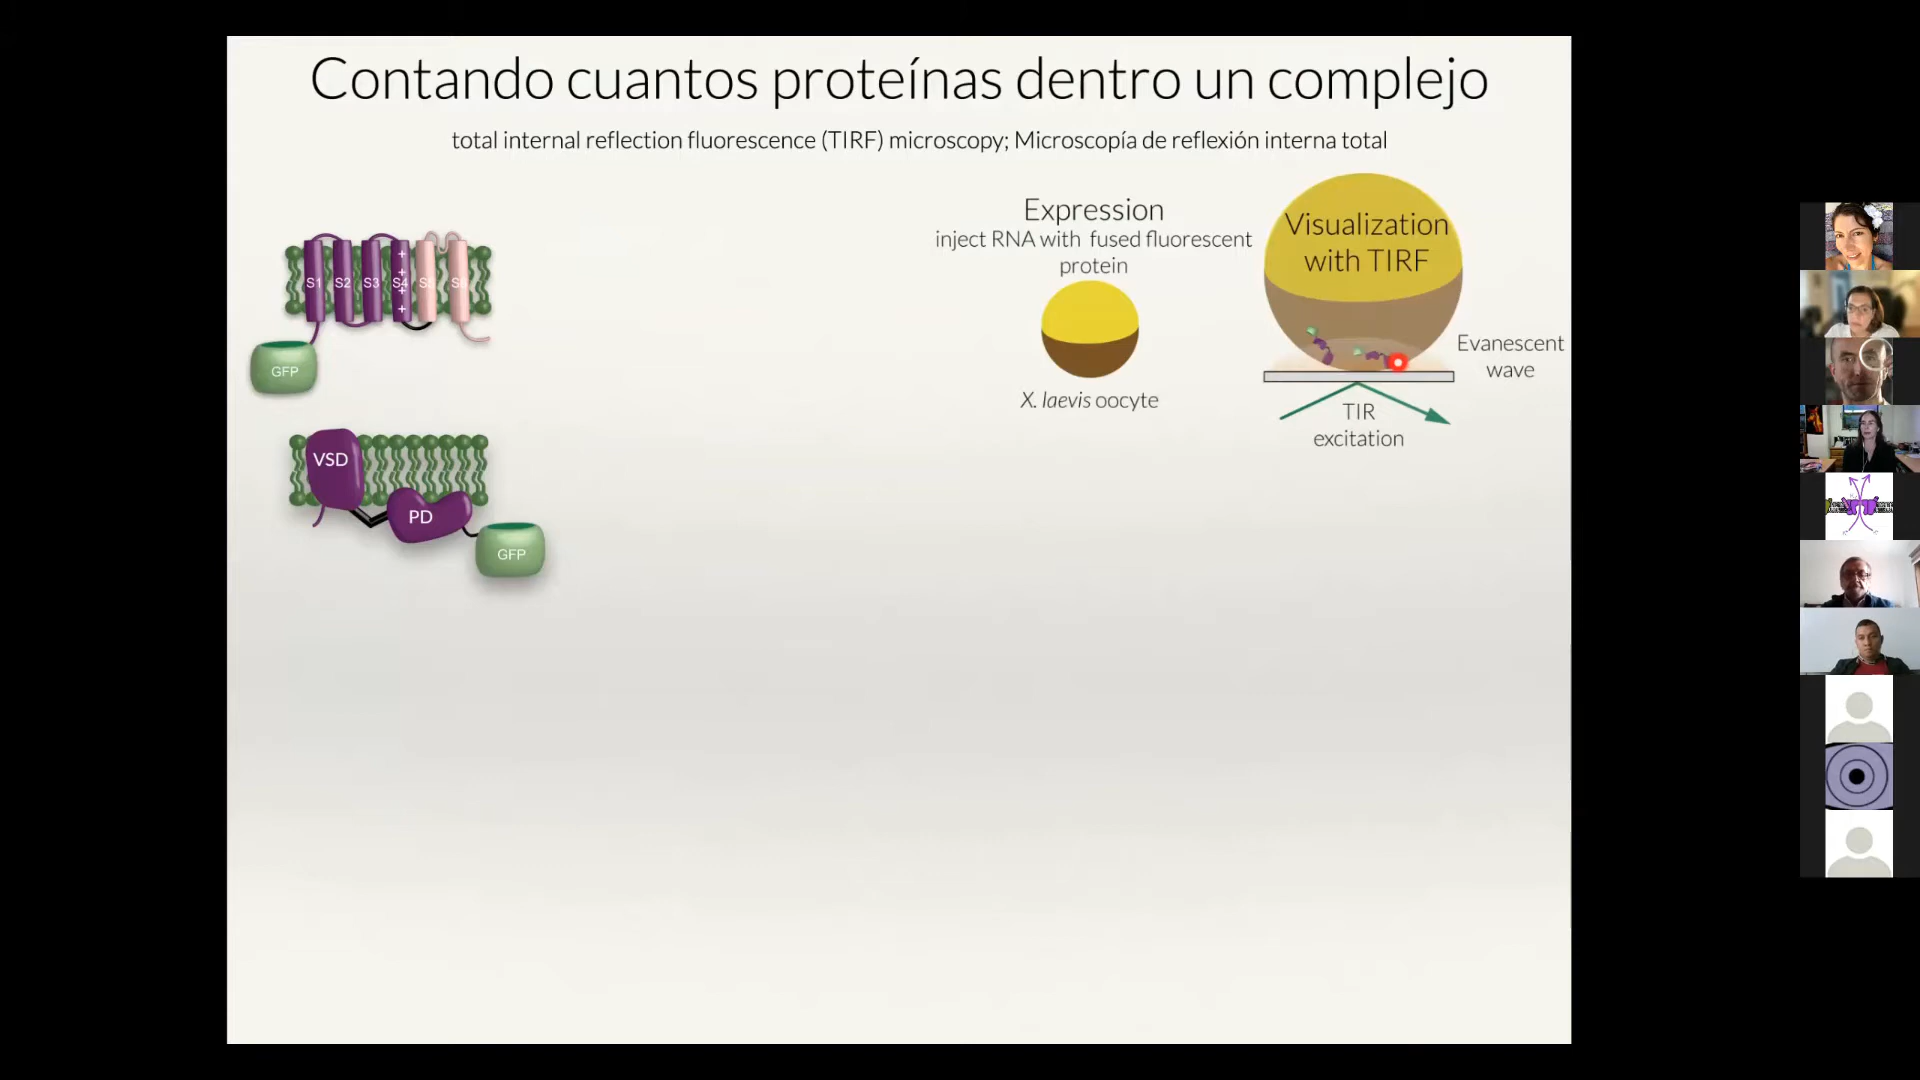 Contando cuantos proteínas dentro un complejo
total internal reflection fluorescence (TIRF) microscopy; Microscopía de reflexión interna total
Expression
inject RNA with fused fluorescent
protein
X. laevis oocyte
Visualization
with TIRF
Evanescent
wave
TIR
excitation
S1 S2 S3 S4
+
+
+
+
GFP
VSD
PD
GFP